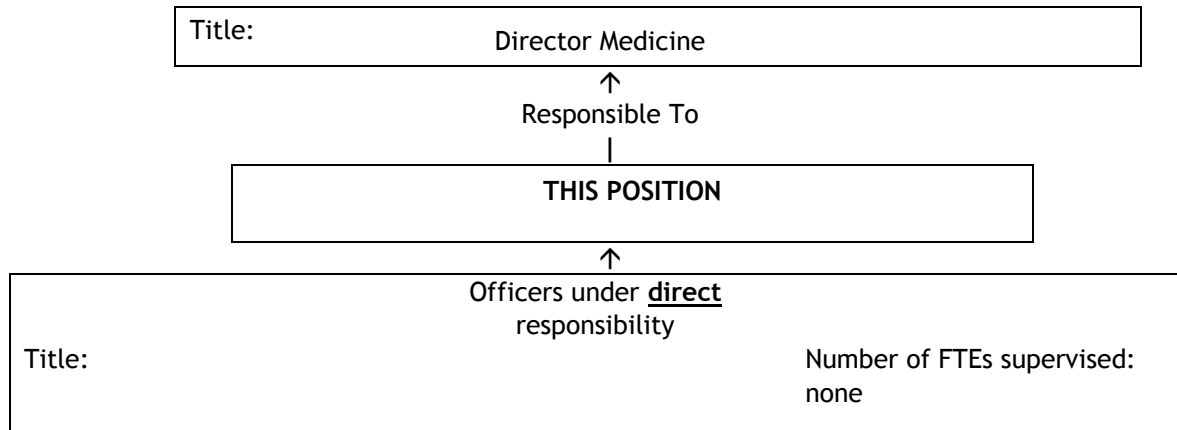 Title:
Director Medicine
↑
Responsible To
|
THIS POSITION
↑
Officers under direct
responsibility
Title:
Number of FTEs supervised:
none